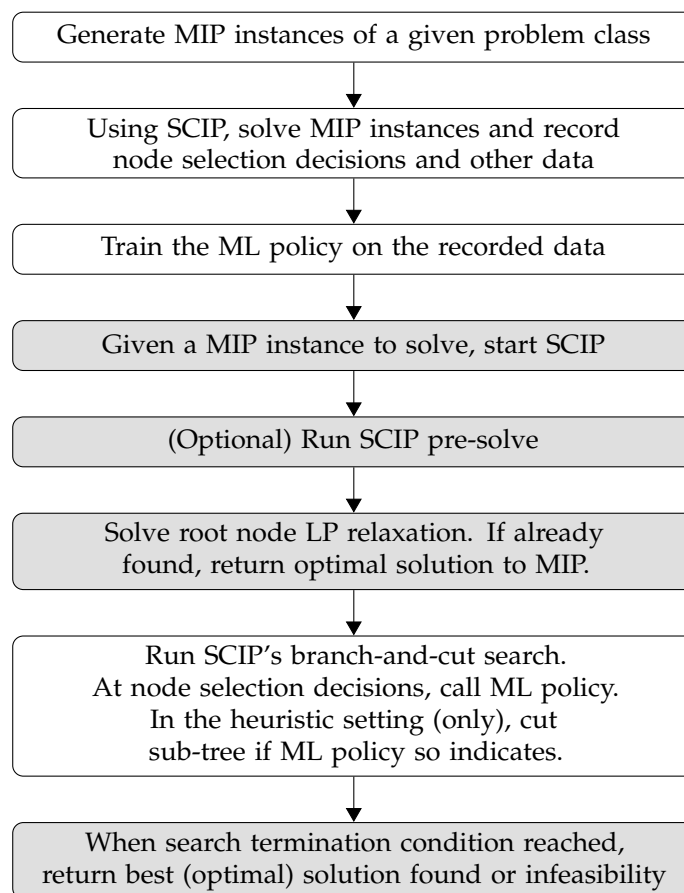 Generate MIP instances of a given problem class
Using SCIP, solve MIP instances and record
node selection decisions and other data
Train the ML policy on the recorded data
Given a MIP instance to solve, start SCIP
(Optional) Run SCIP pre-solve
Solve root node LP relaxation. If already
found, return optimal solution to MIP.
Run SCIP's branch-and-cut search.
At node selection decisions, call ML policy.
In the heuristic setting (only), cut
sub-tree if ML policy so indicates.
When search termination condition reached,
return best (optimal) solution found or infeasibility